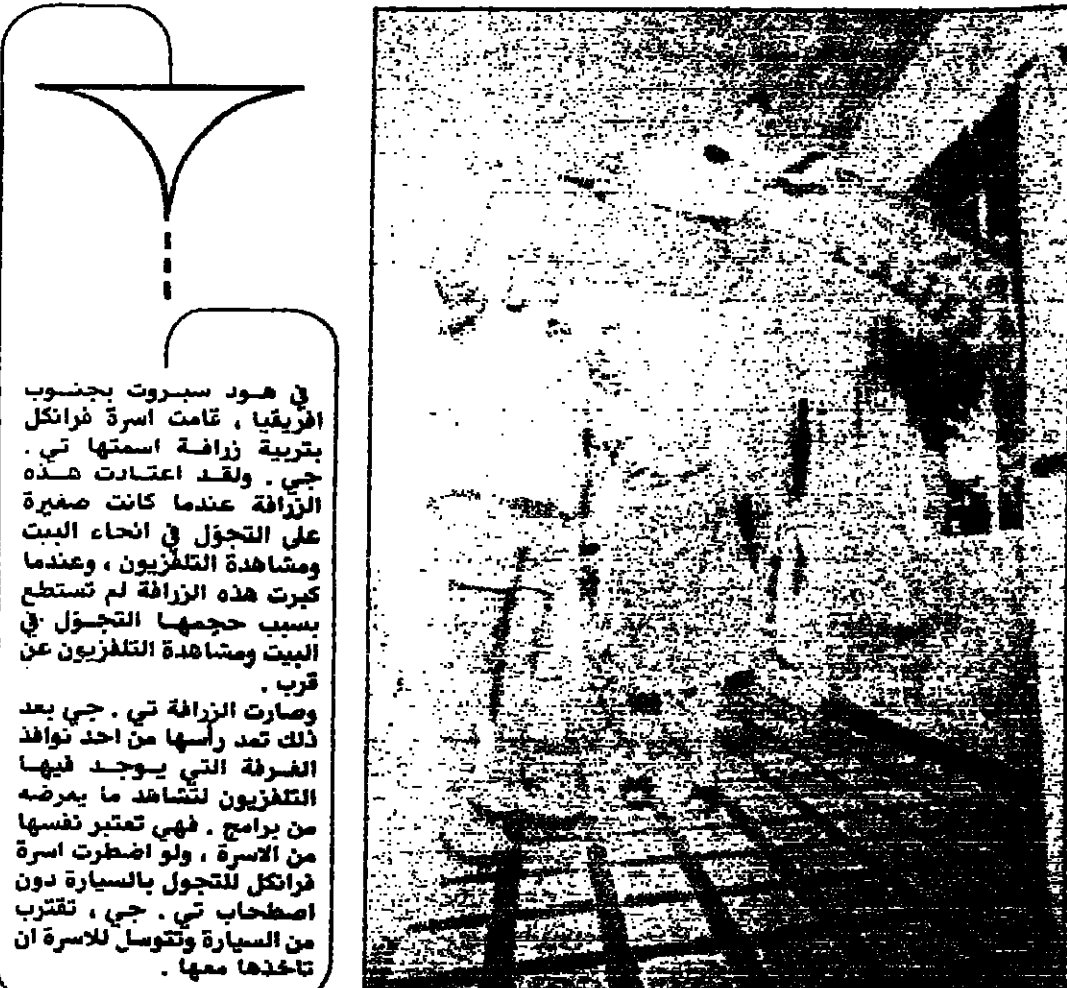 في هـود سبـروت بجنـوب
افريقيا ، قامت اسرة فرانكل
بتربية زرافـة اسمتها تي .
جي . ولقـد اعتـادت هـذه
الزرافة عندما كانت صغيرة
على التجوّل في انحاء البيت
ومشاهدة التلفزيون ، وعندما
كبرت هذه الزرافة لم تستطع
بسبب حجمهـا التجـوّل في
البيت ومشاهدة التلفزيون عن
قرب .
وصارت الزرافة تي . جي بعد
ذلك تمد رأسها من احد نوافذ
الغـرفة التي يـوجـد فيهـا
التلفزيون لتشاهد ما يعرضه
من برامج . فهي تعتبر نفسها
من الاسرة ، ولو اضطرت اسرة
فرانكل للتجول بالسيارة دون
اصطحاب تي . جي ، تقترب
من السيارة وتتوسل للاسرة ان
تاخذها معها .